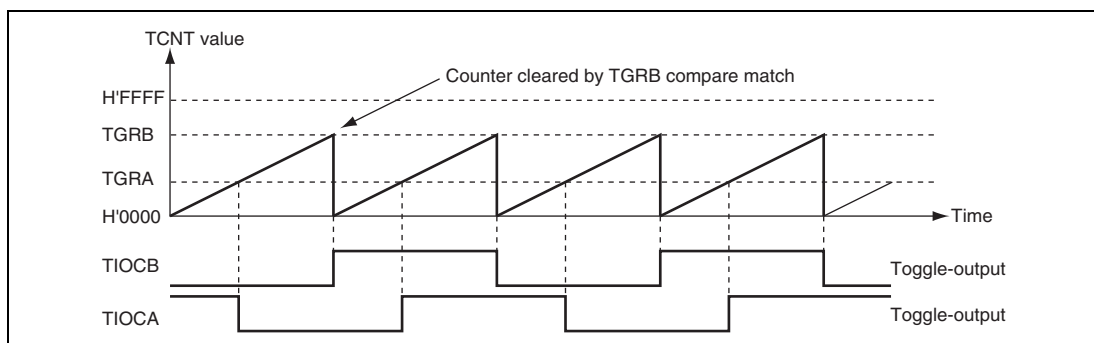 TCNT value
Counter cleared by TGRB compare match
H'FFFF
TGRB
TGRA
H'0000
Time
TIOCB
Toggle-output
TIOCA
Toggle-output